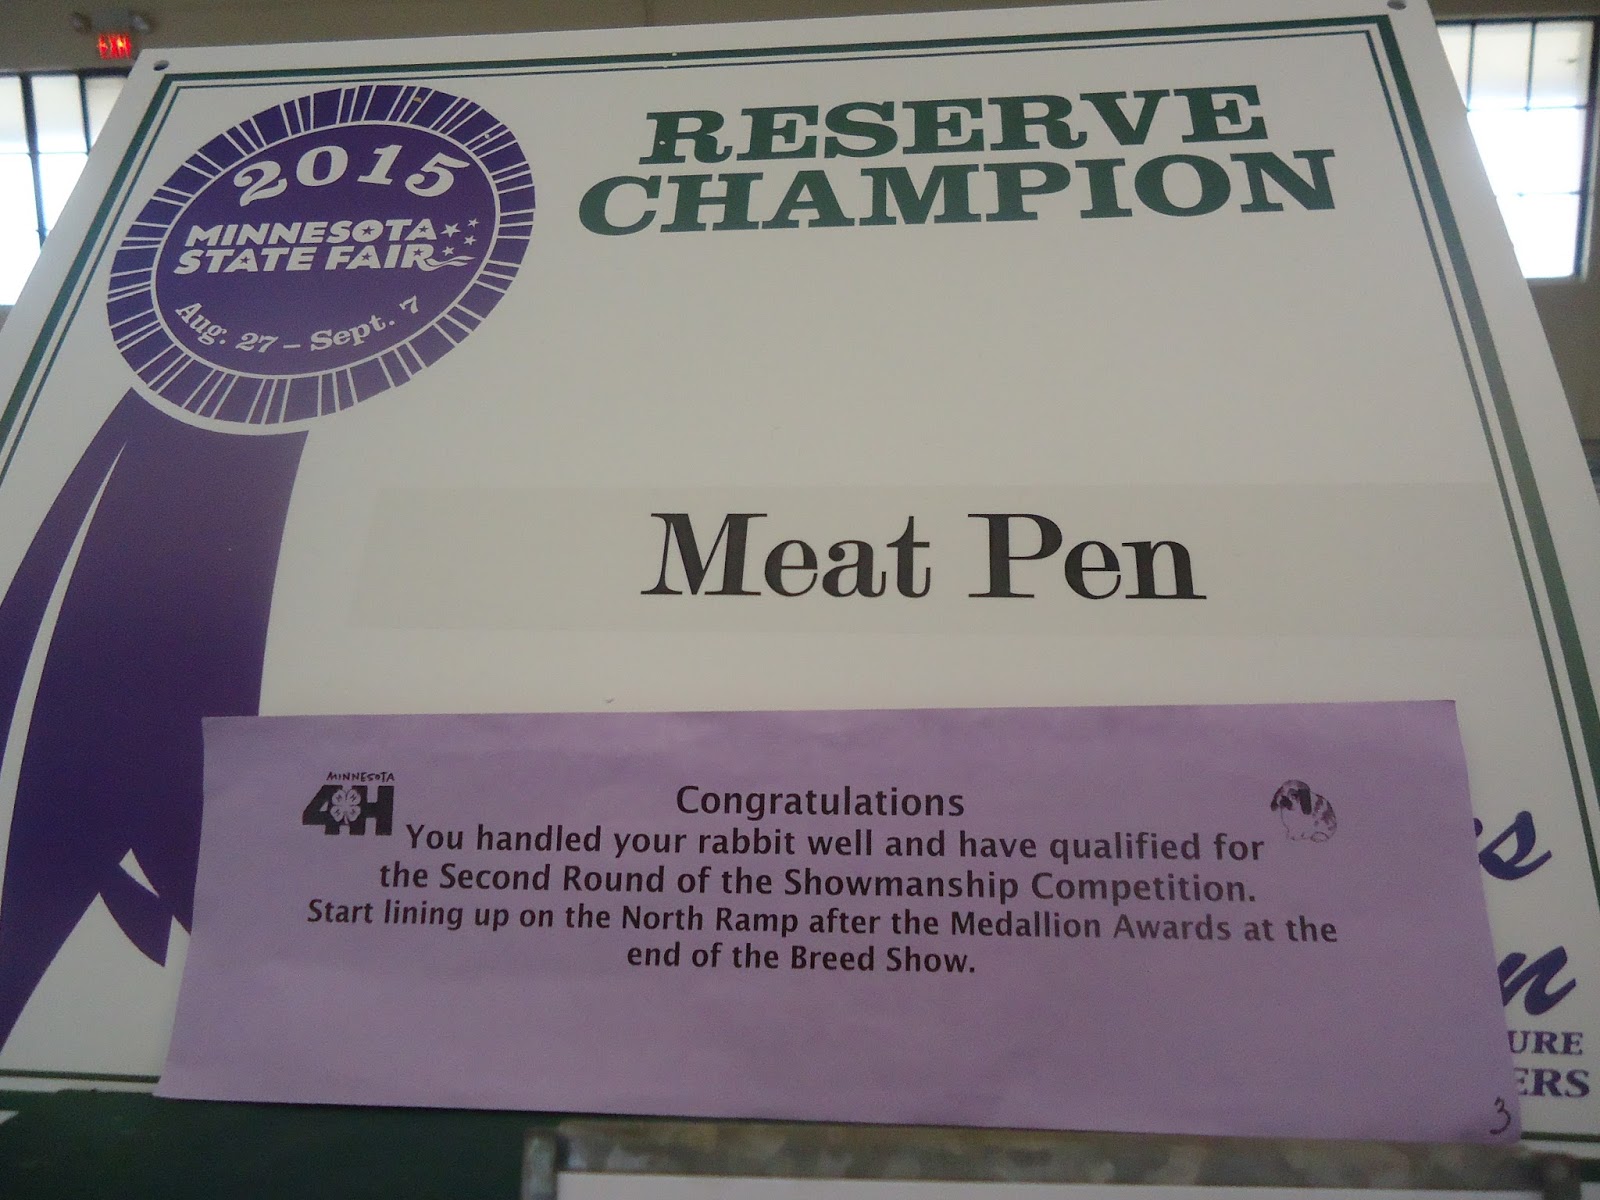 EXIT
2015
MINNESOTA
STATE FAIR
Aug. 27 – Sept. 7
RESERVE
CHAMPION
Meat Pen
MINNESOTA
4H
Congratulations
You handled your rabbit well and have qualified for
the Second Round of the Showmanship Competition.
Start lining up on the North Ramp after the Medallion Awards at the
end of the Breed Show.
3